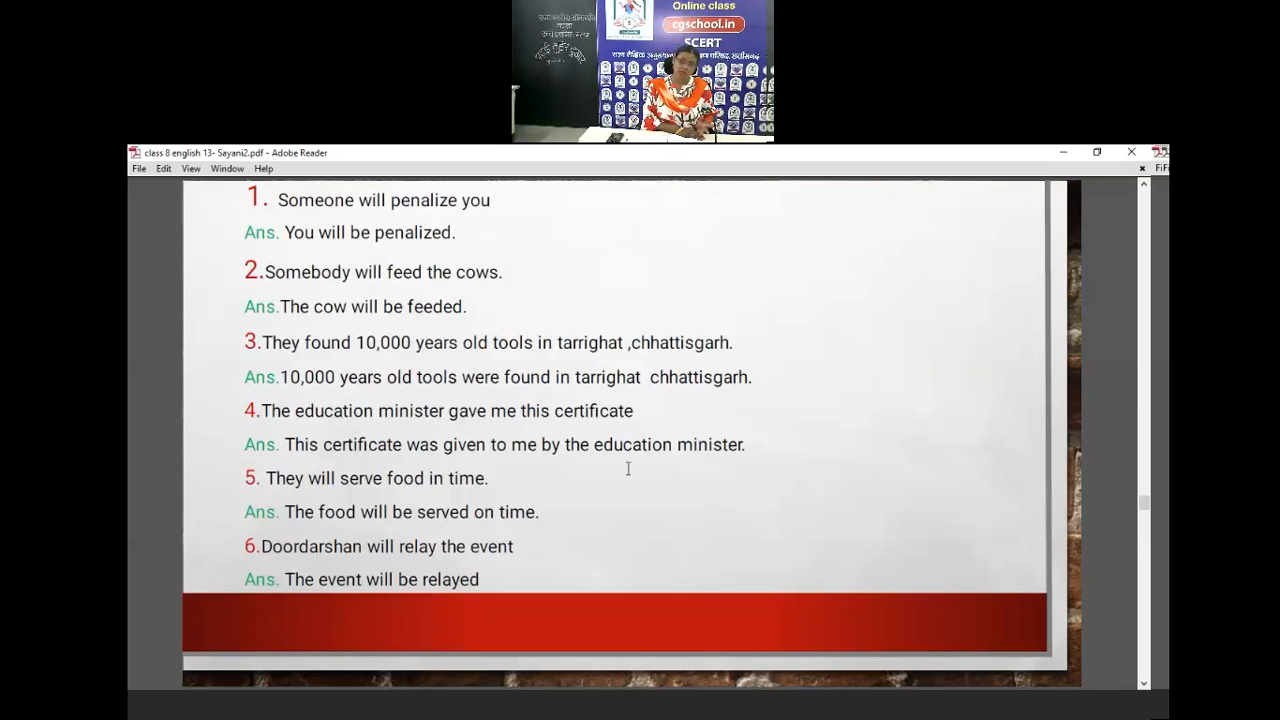 Online class
cgschool.in
SCERT
class 8 english 13- Sayani2.pdf - Adobe Reader
File Edit View Window Help
1. Someone will penalize you
Ans. You will be penalized.
2.Somebody will feed the cows.
Ans.The cow will be feeded.
3.They found 10,000 years old tools in tarrighat ,chhattisgarh.
Ans.10,000 years old tools were found in tarrighat chhattisgarh.
4.The education minister gave me this certificate
Ans. This certificate was given to me by the education minister.
5. They will serve food in time.
Ans. The food will be served on time.
6.Doordarshan will relay the event
Ans. The event will be relayed